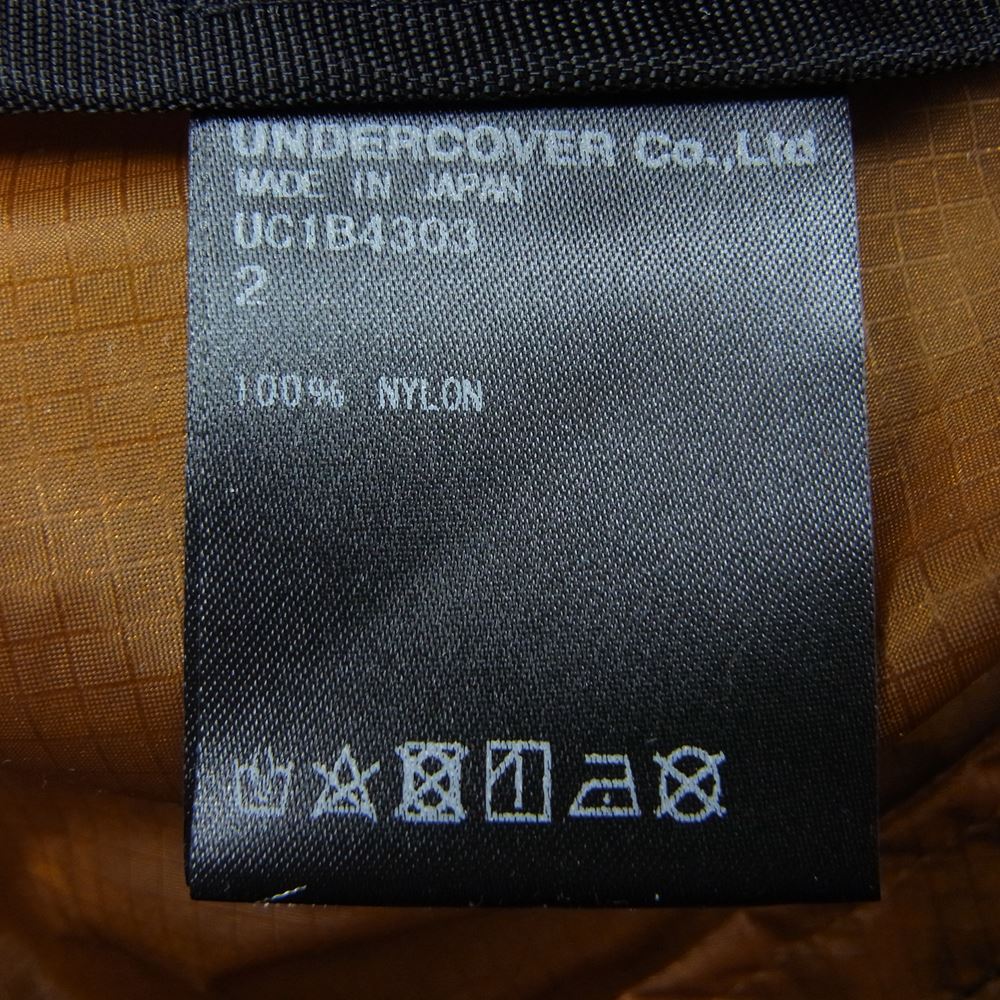 UNDERCOVER Co.,Ltd
MADE IN JAPAN
UC1B4303
2
100% NYLON